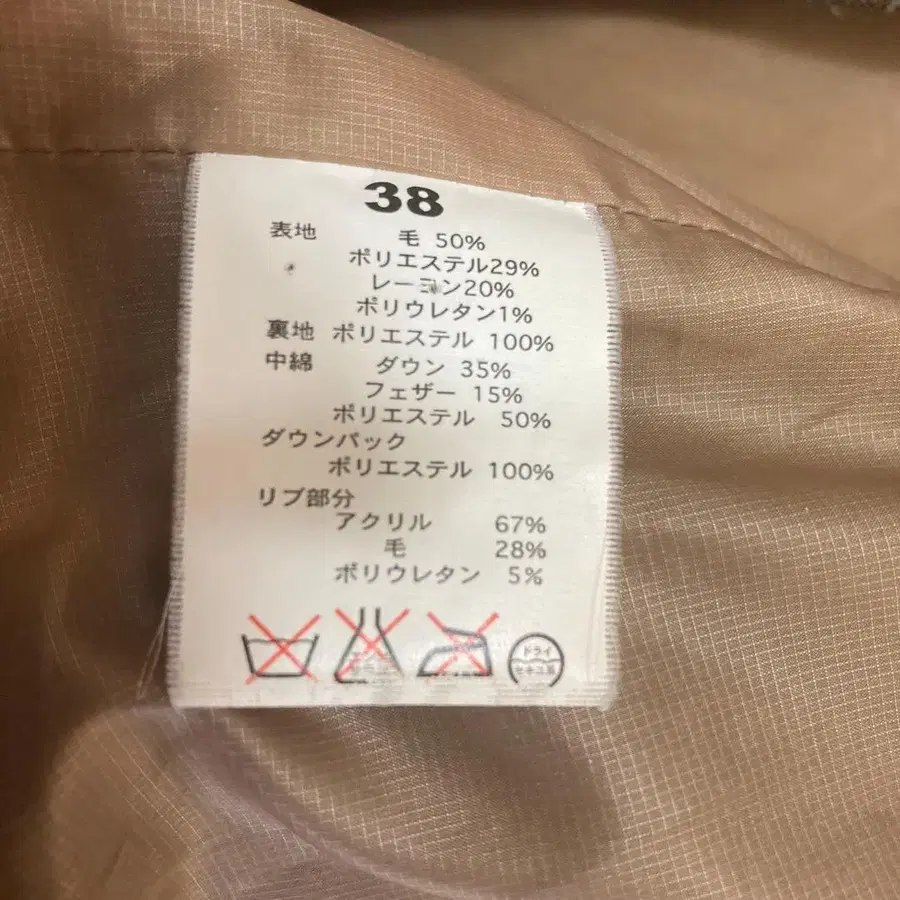 38
表地 毛 50%
ポリエステル29%
レーヨン20%
ポリウレタン1%
裏地 ポリエステル 100%
中綿 ダウン 35%
フェザー 15%
ポリエステル 50%
ダウンパック
ポリエステル 100%
リブ部分
アクリル 67%
毛 28%
ポリウレタン 5%
ドライ
セキユ系